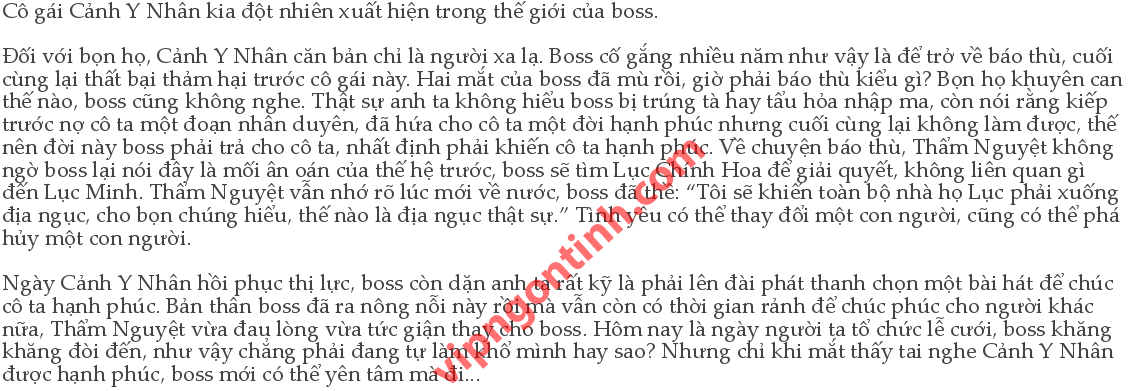 Cô gái Cảnh Y Nhân kia đột nhiên xuất hiện trong thế giới của boss.
Đối với bọn họ, Cảnh Y Nhân căn bản chỉ là người xa lạ. Boss cố gắng nhiều năm như vậy là để trở về báo thù, cuối
cùng lại thất bại thảm hại trước cô gái này. Hai mắt của boss đã mù rồi, giờ phải báo thù kiểu gì? Bọn họ khuyên can
thế nào, boss cũng không nghe. Thật sự anh ta không hiểu boss bị trúng tà hay tẩu hỏa nhập ma, còn nói rằng kiếp
trước nợ cô ta một đoạn nhân duyên, đã hứa cho cô ta một đời hạnh phúc nhưng cuối cùng lại không làm được, thế
nên đời này boss phải trả cho cô ta, nhất định phải khiến cô ta hạnh phúc. Về chuyện báo thù, Thẩm Nguyệt không
ngờ boss lại nói đây là mối ân oán của thế hệ trước, boss sẽ tìm Lục Chính Hoa để giải quyết, không liên quan gì
đến Lục Minh. Thẩm Nguyệt vẫn nhớ rõ lúc mới về nước, boss đã thề: “Tôi sẽ khiến toàn bộ nhà họ Lục phải xuống
địa ngục, cho bọn chúng hiểu, thế nào là địa ngục thật sự.” Tình yêu có thể thay đổi một con người, cũng có thể phá
hủy một con người.
Ngày Cảnh Y Nhân hồi phục thị lực, boss còn dặn anh ta rất kỹ là phải lên đài phát thanh chọn một bài hát để chúc
cô ta hạnh phúc. Bản thân boss đã ra nông nỗi này rồi mà vẫn còn có thời gian rảnh để chúc phúc cho người khác
nữa, Thẩm Nguyệt vừa đau lòng vừa tức giận thay cho boss. Hôm nay là ngày người ta tổ chức lễ cưới, boss khăng
khăng đòi đến, như vậy chẳng phải đang tự làm khổ mình hay sao? Nhưng chỉ khi mắt thấy tai nghe Cảnh Y Nhân
được hạnh phúc, boss mới có thể yên tâm mà đi...
vipngontinh.com